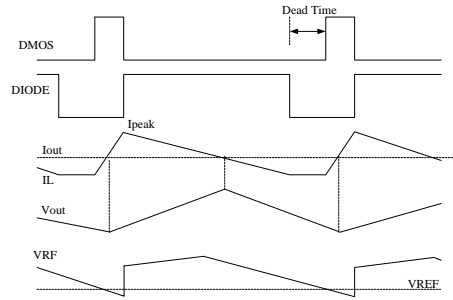 Dead Time
DMOS
DIODE
Ipeak
Iout
IL
Vout
VRF
VREF